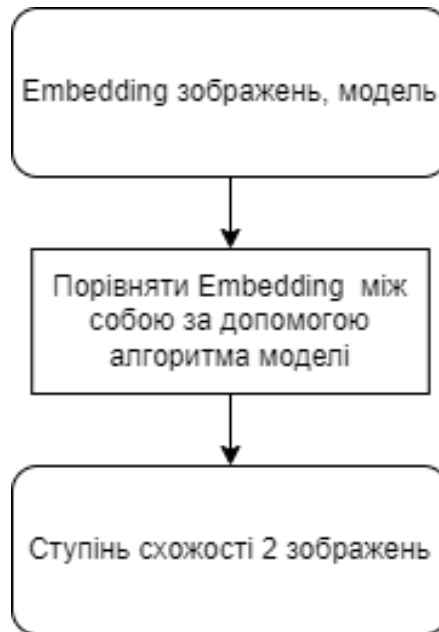 Embedding зображень, модель
Порівняти Embedding між
собою за допомогою
алгоритма моделі
Ступінь схожості 2 зображень